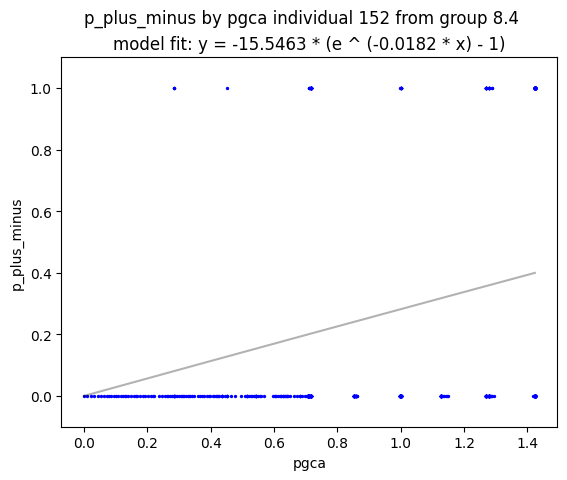 p_plus_minus by pgca individual 152 from group 8.4
model fit: y = -15.5463 * (e ^ (-0.0182 * x) - 1)
1.0
0.8
0.6
0.4
0.2
0.0
p_plus_minus
0.0 0.2 0.4 0.6 0.8 1.0 1.2 1.4
pgca